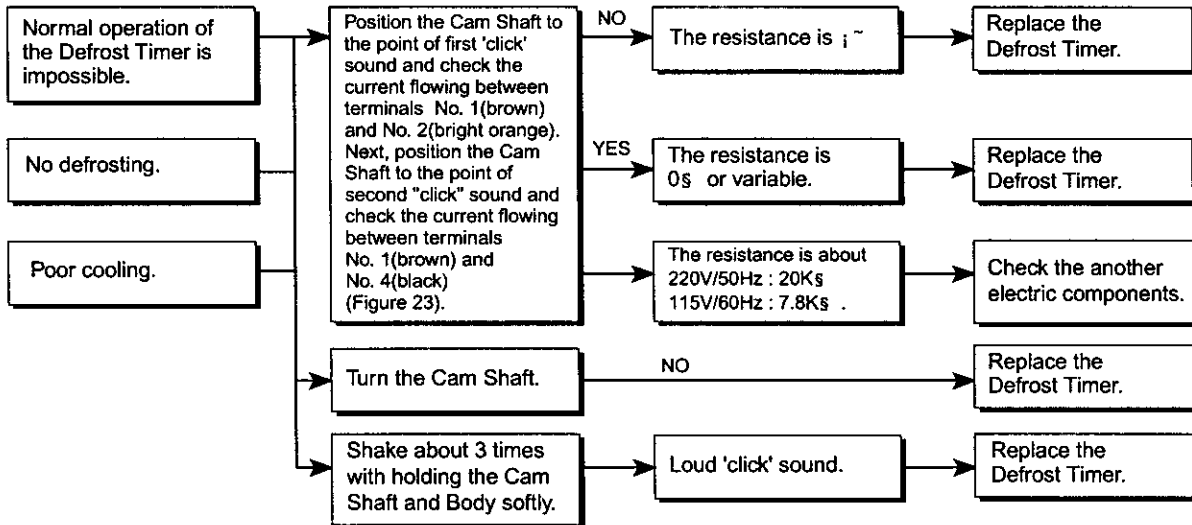 Normal operation of
the Defrost Timer is
impossible.
No defrosting.
Poor cooling.
Position the Cam Shaft to
the point of first 'click'
sound and check the
current flowing between
terminals No. 1(brown)
and No. 2(bright orange).
Next, position the Cam
Shaft to the point of
second "click" sound and
check the current flowing
between terminals
No. 1(brown) and
No. 4(black)
(Figure 23).
NO
The resistance is ¡˜
Replace the
Defrost Timer.
YES
The resistance is
0§ or variable.
Replace the
Defrost Timer.
The resistance is about
220V/50Hz : 20K§
115V/60Hz : 7.8K§ .
Check the another
electric components.
Turn the Cam Shaft.
NO
Replace the
Defrost Timer.
Shake about 3 times
with holding the Cam
Shaft and Body softly.
Loud 'click' sound.
Replace the
Defrost Timer.